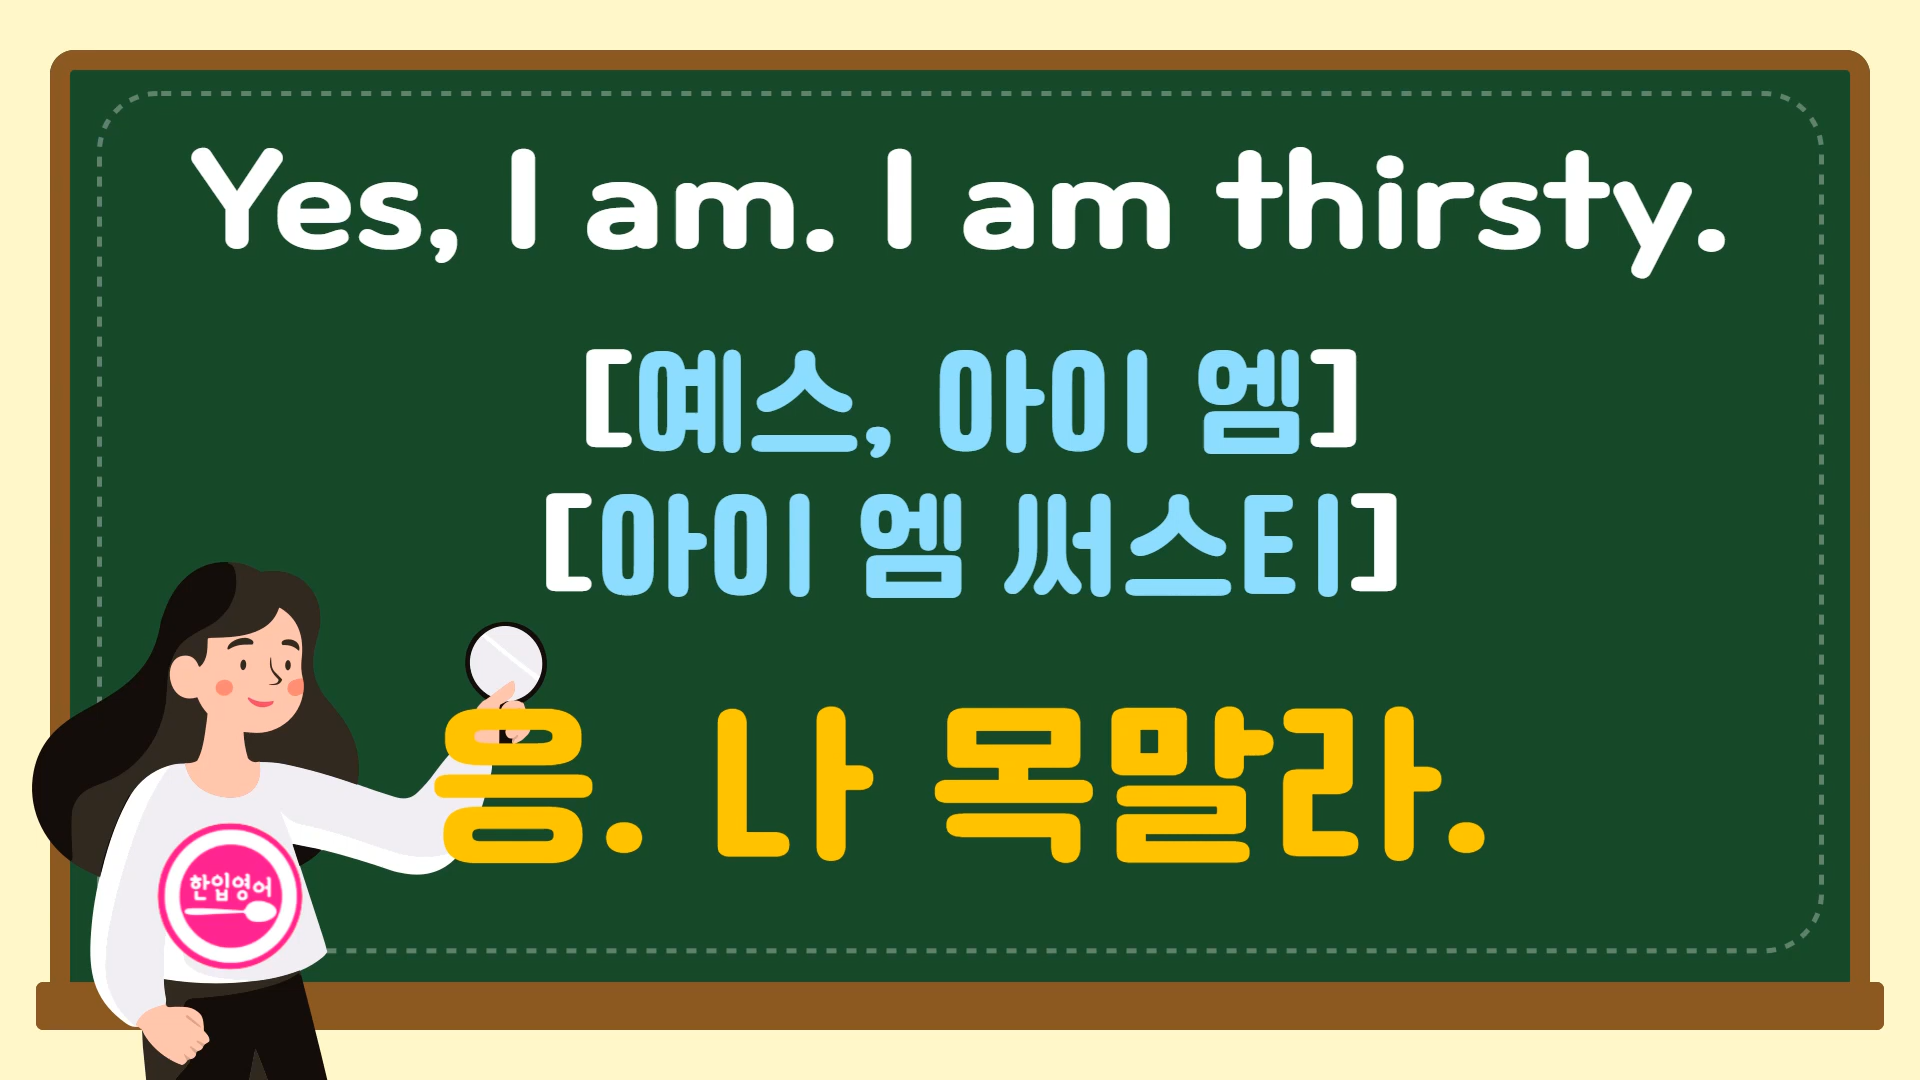 Yes, I am. I am thirsty.
[예스, 아이 엠]
[아이 엠 써스티]
응. 나 목말라.
한입영어